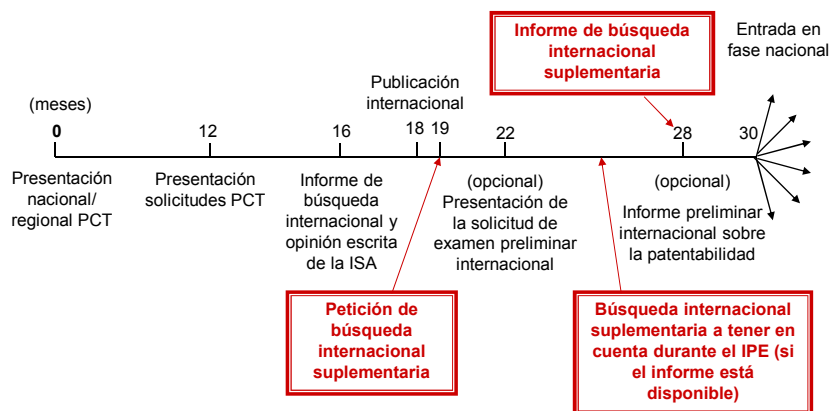 Informe de búsqueda
internacional
suplementaria
Entrada en
fase nacional
Publicación
internacional
(meses)
0
12
16
18
19
22
28
30
Presentación
nacional/
regional PCT
Presentación
solicitudes PCT
Informe de
búsqueda
internacional y
opinión escrita
de la ISA
(opcional)
Presentación de
la solicitud de
examen preliminar
internacional
(opcional)
Informe preliminar
internacional sobre
la patentabilidad
Petición de
búsqueda
internacional
suplementaria
Búsqueda internacional
suplementaria a tener en
cuenta durante el IPE (si
el informe está
disponible)